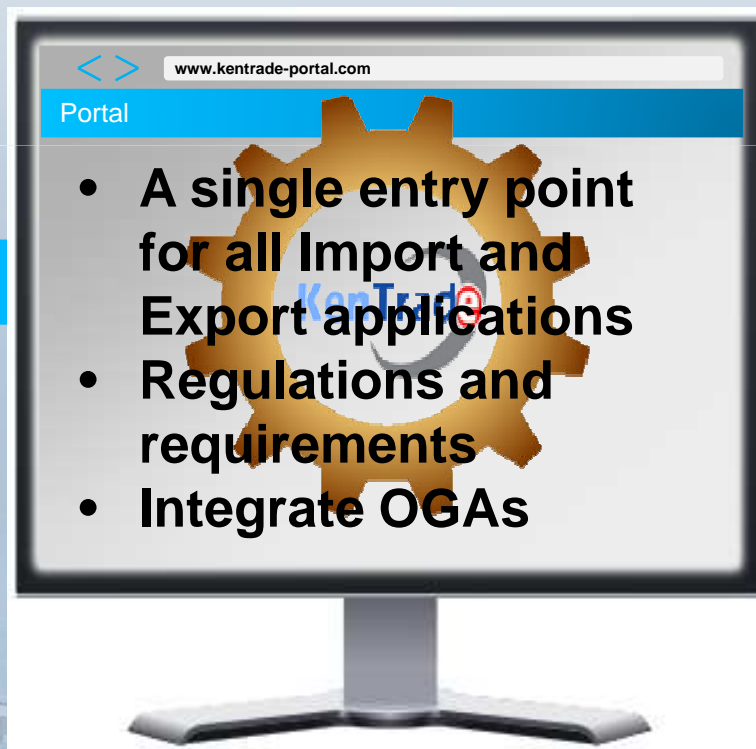 < > www.kentrade-portal.com
Portal
• A single entry point
for all Import and
KenTrade
Export applications
• Regulations and
requirements
• Integrate OGAs